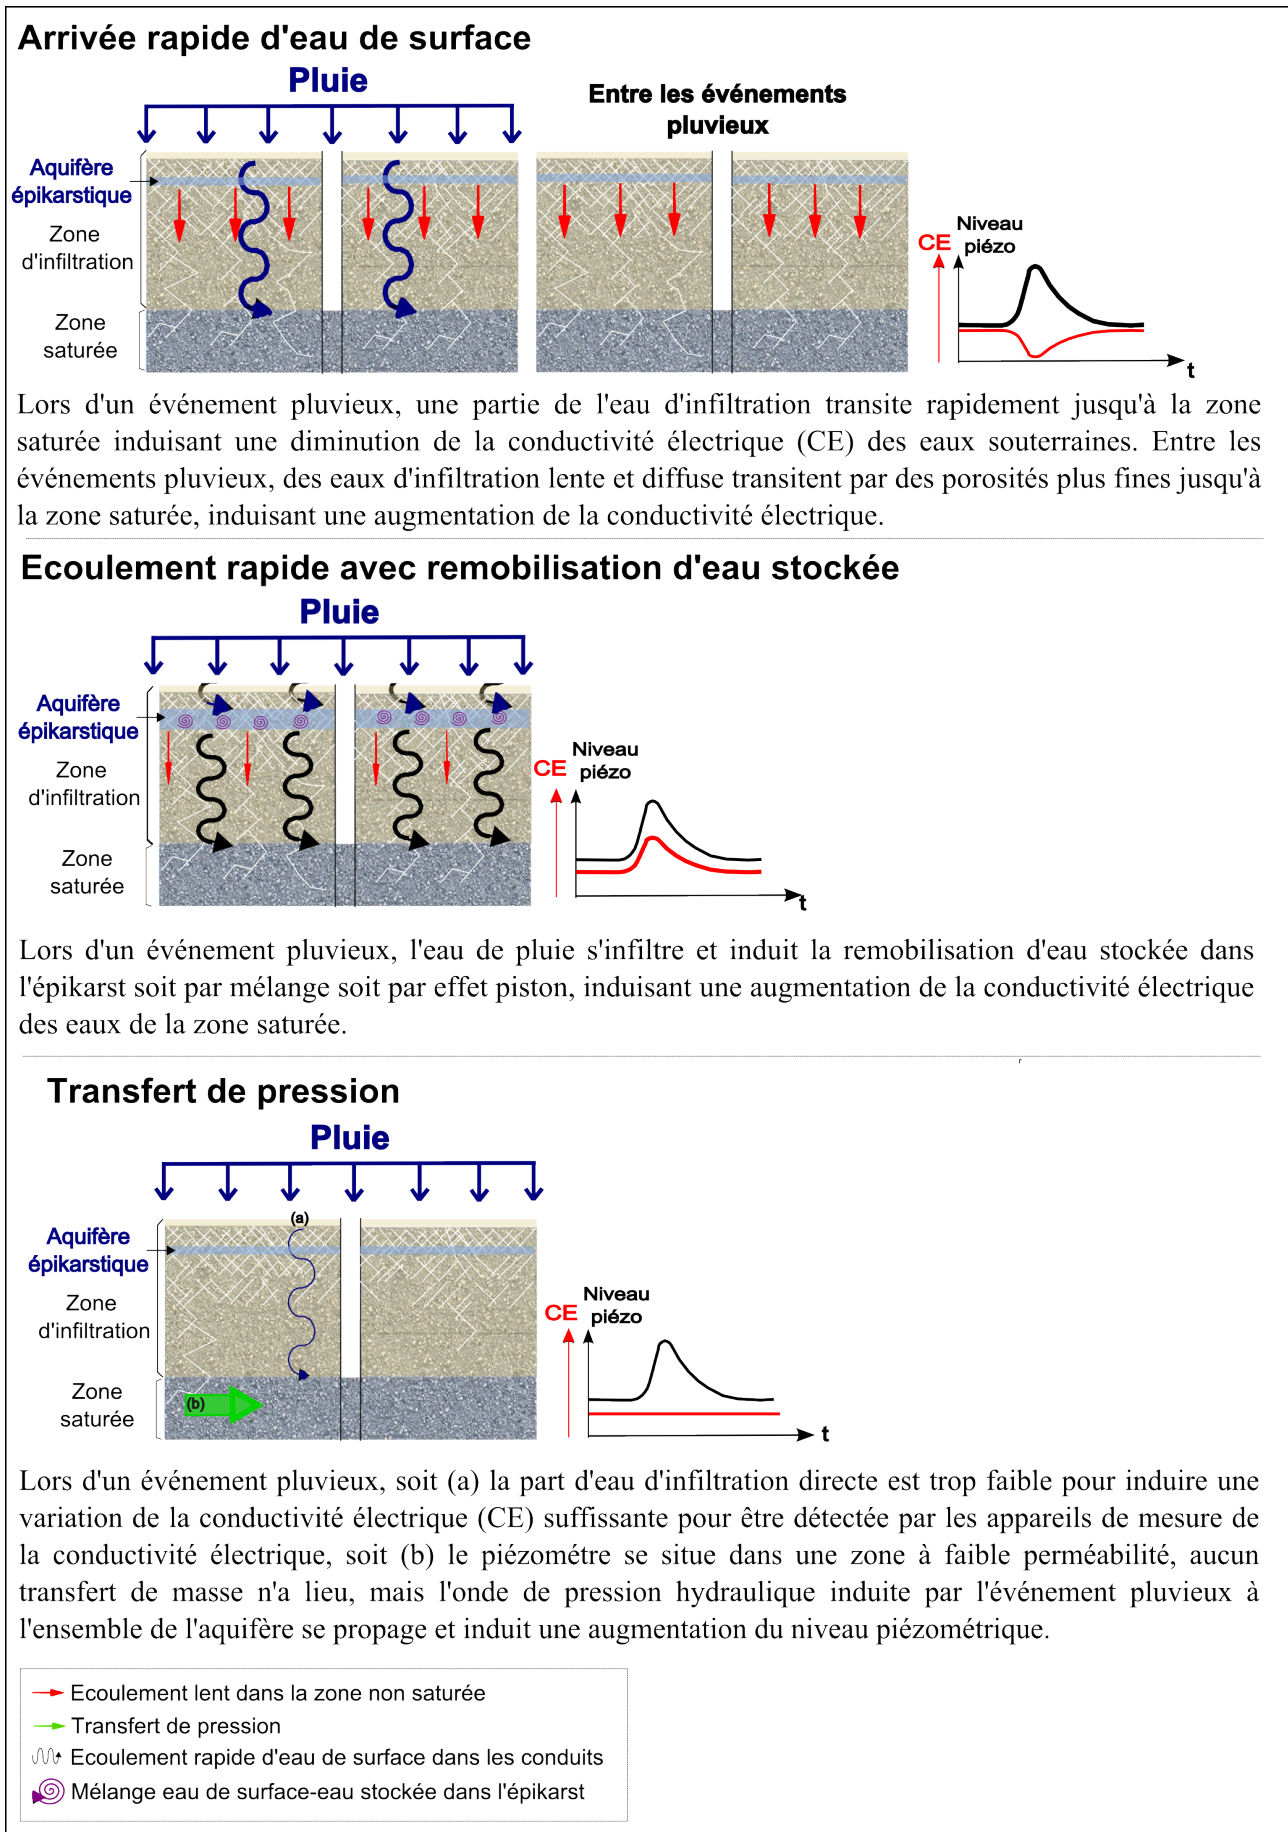 Arrivée rapide d'eau de surface
Pluie
Entre les événements
pluvieux
Aquifère
épikarstique
Zone
d'infiltration
Zone
saturée
CE
Niveau
piézo
t
Lors d'un événement pluvieux, une partie de l'eau d'infiltration transite rapidement jusqu'à la zone
saturée induisant une diminution de la conductivité électrique (CE) des eaux souterraines. Entre les
événements pluvieux, des eaux d'infiltration lente et diffuse transitent par des porosités plus fines jusqu'à
la zone saturée, induisant une augmentation de la conductivité électrique.
Ecoulement rapide avec remobilisation d'eau stockée
Pluie
Aquifère
épikarstique
Zone
d'infiltration
Zone
saturée
CE
Niveau
piézo
t
Lors d'un événement pluvieux, l'eau de pluie s'infiltre et induit la remobilisation d'eau stockée dans
l'épikarst soit par mélange soit par effet piston, induisant une augmentation de la conductivité électrique
des eaux de la zone saturée.
r
Transfert de pression
Pluie
(a)
Aquifère
épikarstique
Zone
d'infiltration
Zone
saturée
(b)
CE
Niveau
piézo
t
Lors d'un événement pluvieux, soit (a) la part d'eau d'infiltration directe est trop faible pour induire une
variation de la conductivité électrique (CE) suffissante pour être détectée par les appareils de mesure de
la conductivité électrique, soit (b) le piézométre se situe dans une zone à faible perméabilité, aucun
transfert de masse n'a lieu, mais l'onde de pression hydraulique induite par l'événement pluvieux à
l'ensemble de l'aquifère se propage et induit une augmentation du niveau piézométrique.
Ecoulement lent dans la zone non saturée
Transfert de pression
Ecoulement rapide d'eau de surface dans les conduits
Mélange eau de surface-eau stockée dans l'épikarst